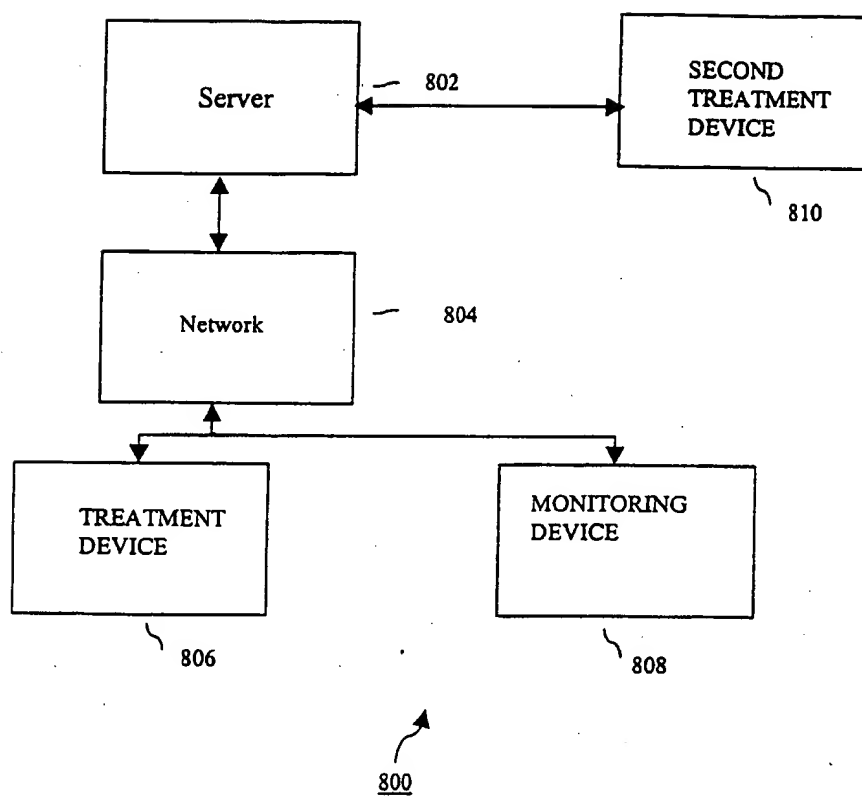 Server
802
SECOND
TREATMENT
DEVICE
810
Network
804
TREATMENT
DEVICE
806
MONITORING
DEVICE
808
800